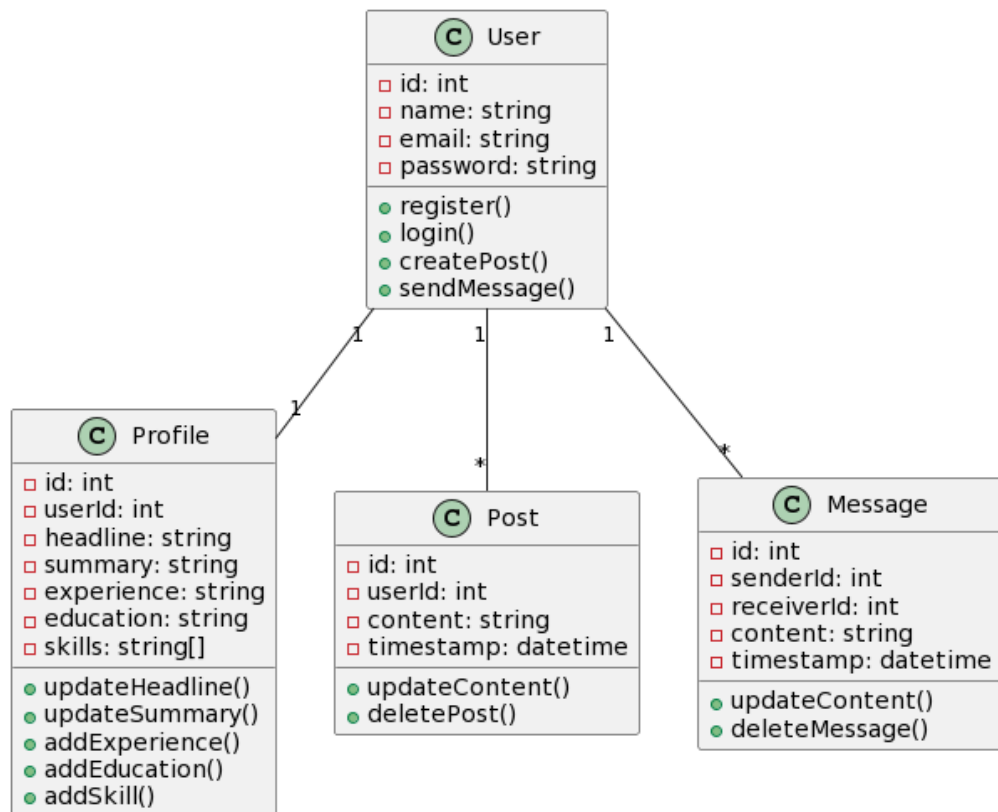 C User
id: int
name: string
email: string
password: string
register()
login()
createPost()
sendMessage()
1
1
1
1
*
*
C Profile
id: int
userId: int
headline: string
summary: string
experience: string
education: string
skills: string[]
updateHeadline()
updateSummary()
addExperience()
addEducation()
addSkill()
C Post
id: int
userId: int
content: string
timestamp: datetime
updateContent()
deletePost()
C Message
id: int
senderId: int
receiverId: int
content: string
timestamp: datetime
updateContent()
deleteMessage()